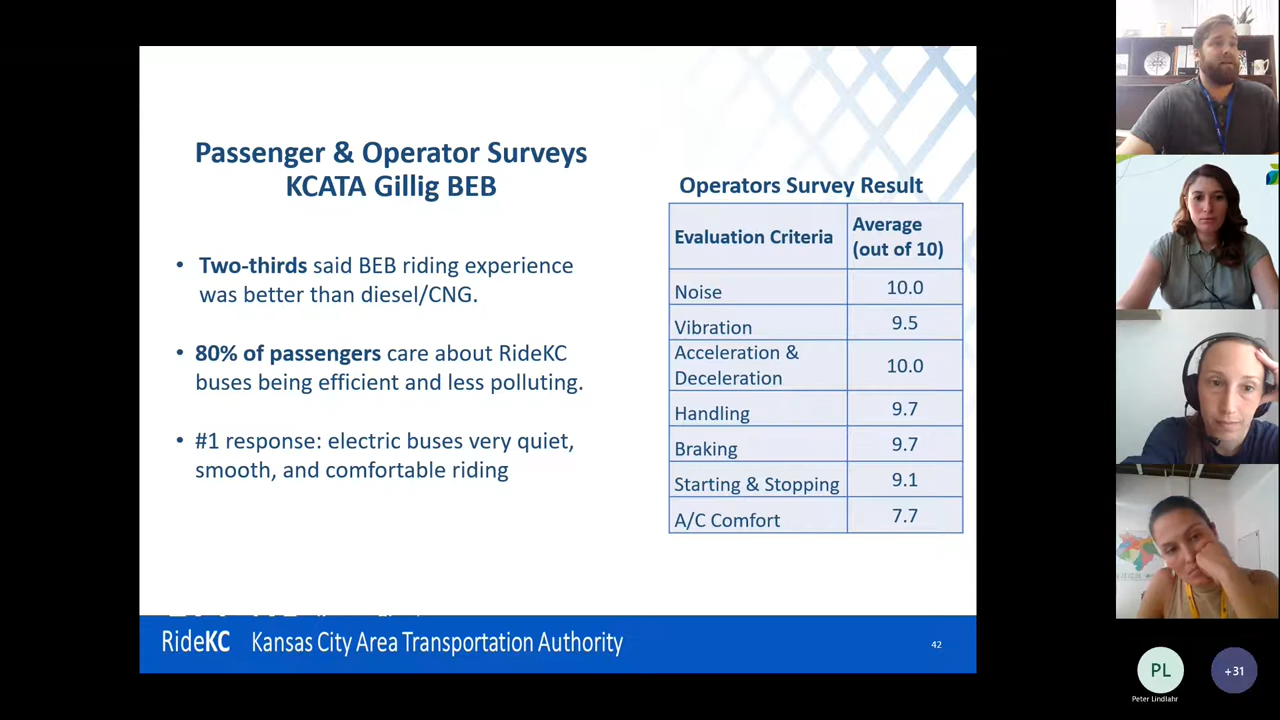 Passenger & Operator Surveys
KCATA Gillig BEB
• Two-thirds said BEB riding experience
was better than diesel/CNG.
• 80% of passengers care about RideKC
buses being efficient and less polluting.
• #1 response: electric buses very quiet,
smooth, and comfortable riding
Operators Survey Result
Evaluation Criteria Average
(out of 10)
Noise 10.0
Vibration 9.5
Acceleration &
Deceleration 10.0
Handling 9.7
Braking 9.7
Starting & Stopping 9.1
A/C Comfort 7.7
RideKC Kansas City Area Transportation Authority
42
PL
Peter Lindlahr
+31